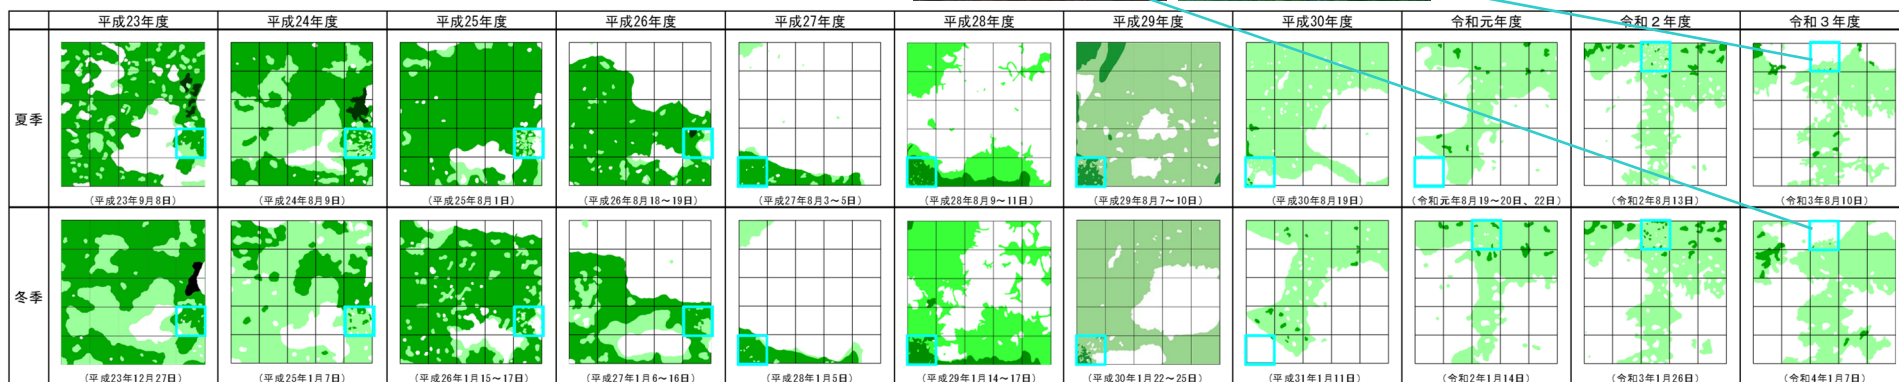 平成23年度 平成24年度 平成25年度 平成26年度 平成27年度 平成28年度 平成29年度 平成30年度 令和元年度 令和2年度 令和3年度
夏季
(平成23年9月8日) (平成24年8月9日) (平成25年8月1日) (平成26年8月18~19日) (平成27年8月3~5日) (平成28年8月9~11日) (平成29年8月7~10日) (平成30年8月19日) (令和元年8月19~20日、22日) (令和2年8月13日) (令和3年8月10日)
冬季
(平成23年12月27日) (平成25年1月7日) (平成26年1月15~17日) (平成27年1月6~16日) (平成28年1月5日) (平成29年1月14~17日) (平成30年1月22~25日) (平成31年1月11日) (令和2年1月14日) (令和3年1月26日) (令和4年1月7日)